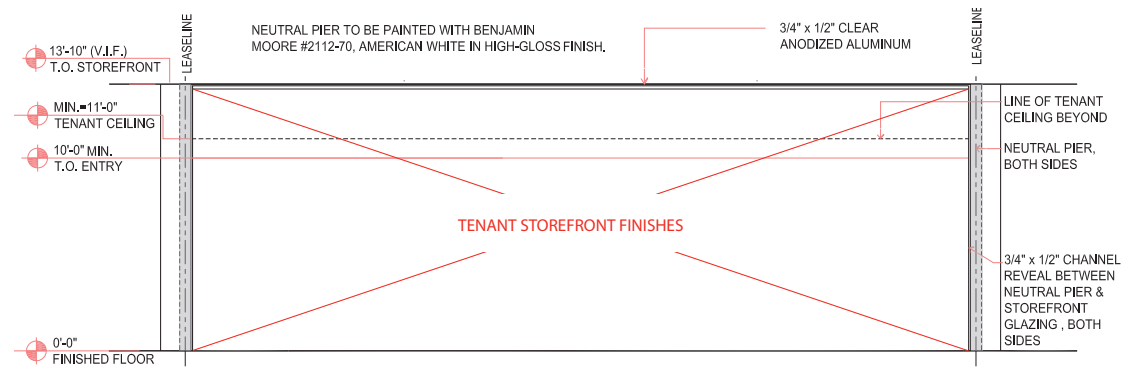 LEASELINE
NEUTRAL PIER TO BE PAINTED WITH BENJAMIN
MOORE #2112-70, AMERICAN WHITE IN HIGH-GLOSS FINISH.
3/4" x 1/2" CLEAR
ANODIZED ALUMINUM
LEASELINE
13'-10" (V.I.F.)
T.O. STOREFRONT
MIN.=11'-0"
TENANT CEILING
10'-0" MIN.
T.O. ENTRY
LINE OF TENANT
CEILING BEYOND
NEUTRAL PIER,
BOTH SIDES
TENANT STOREFRONT FINISHES
3/4" x 1/2" CHANNEL
REVEAL BETWEEN
NEUTRAL PIER &
STOREFRONT
GLAZING , BOTH
SIDES
0'-0"
FINISHED FLOOR